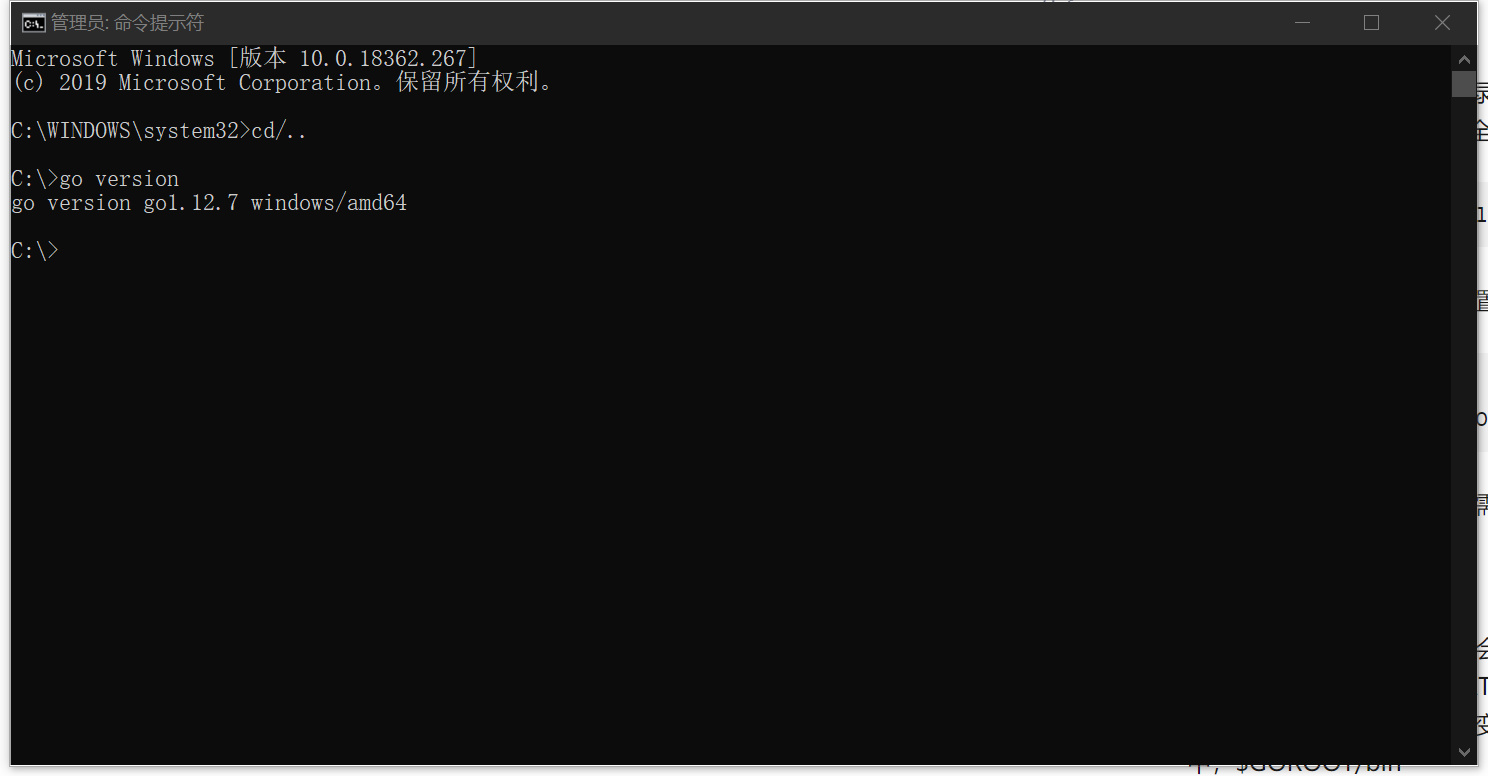 管理员: 命令提示符
Microsoft Windows [版本 10.0.18362.267]
(c) 2019 Microsoft Corporation。保留所有权利。
C:\WINDOWS\system32>cd/..
C:\>go version
go version go1.12.7 windows/amd64
C:\>